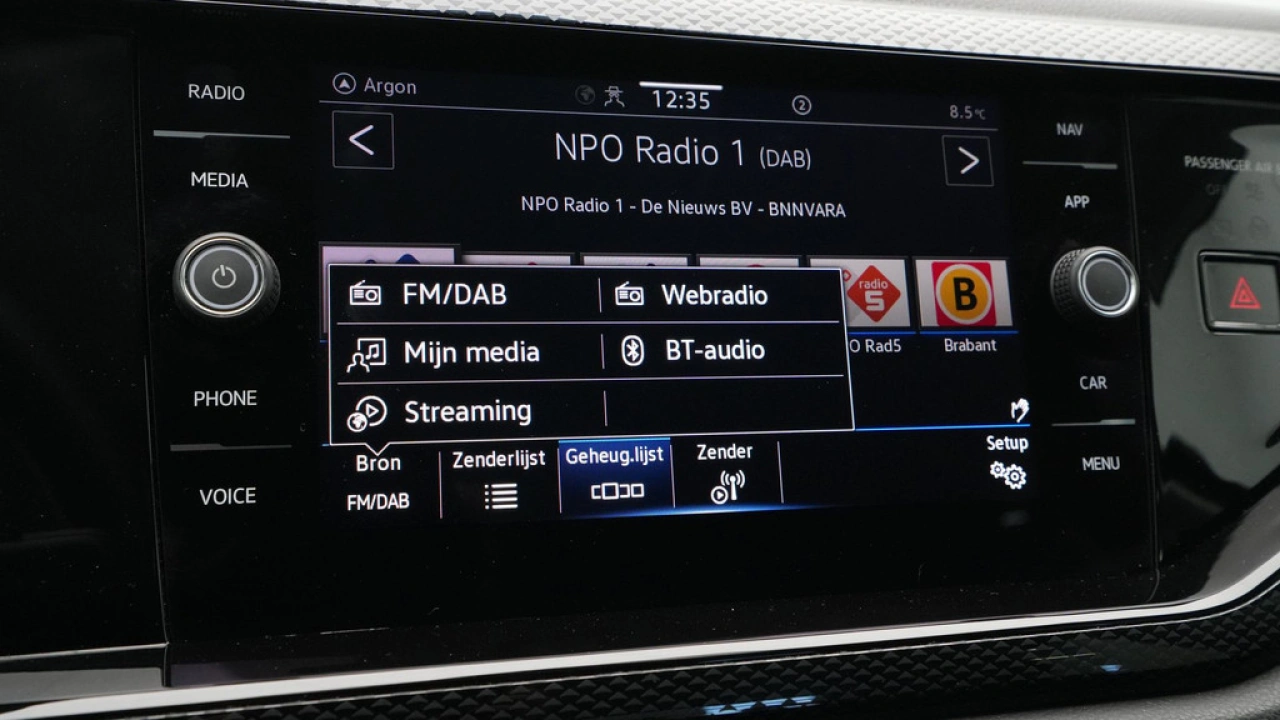 RADIO
MEDIA
PHONE
VOICE
Argon
12:35
2
8.5°C
NPO Radio 1 (DAB)
NPO Radio 1 - De Nieuws BV - BNNVARA
FM/DAB
Webradio
Mijn media
BT-audio
Streaming
radio
5
B
O Rad5
Brabant
Bron
FM/DAB
Zenderlijst
Geheug.lijst
Zender
Setup
NAV
APP
CAR
MENU
PASSENGER AIR